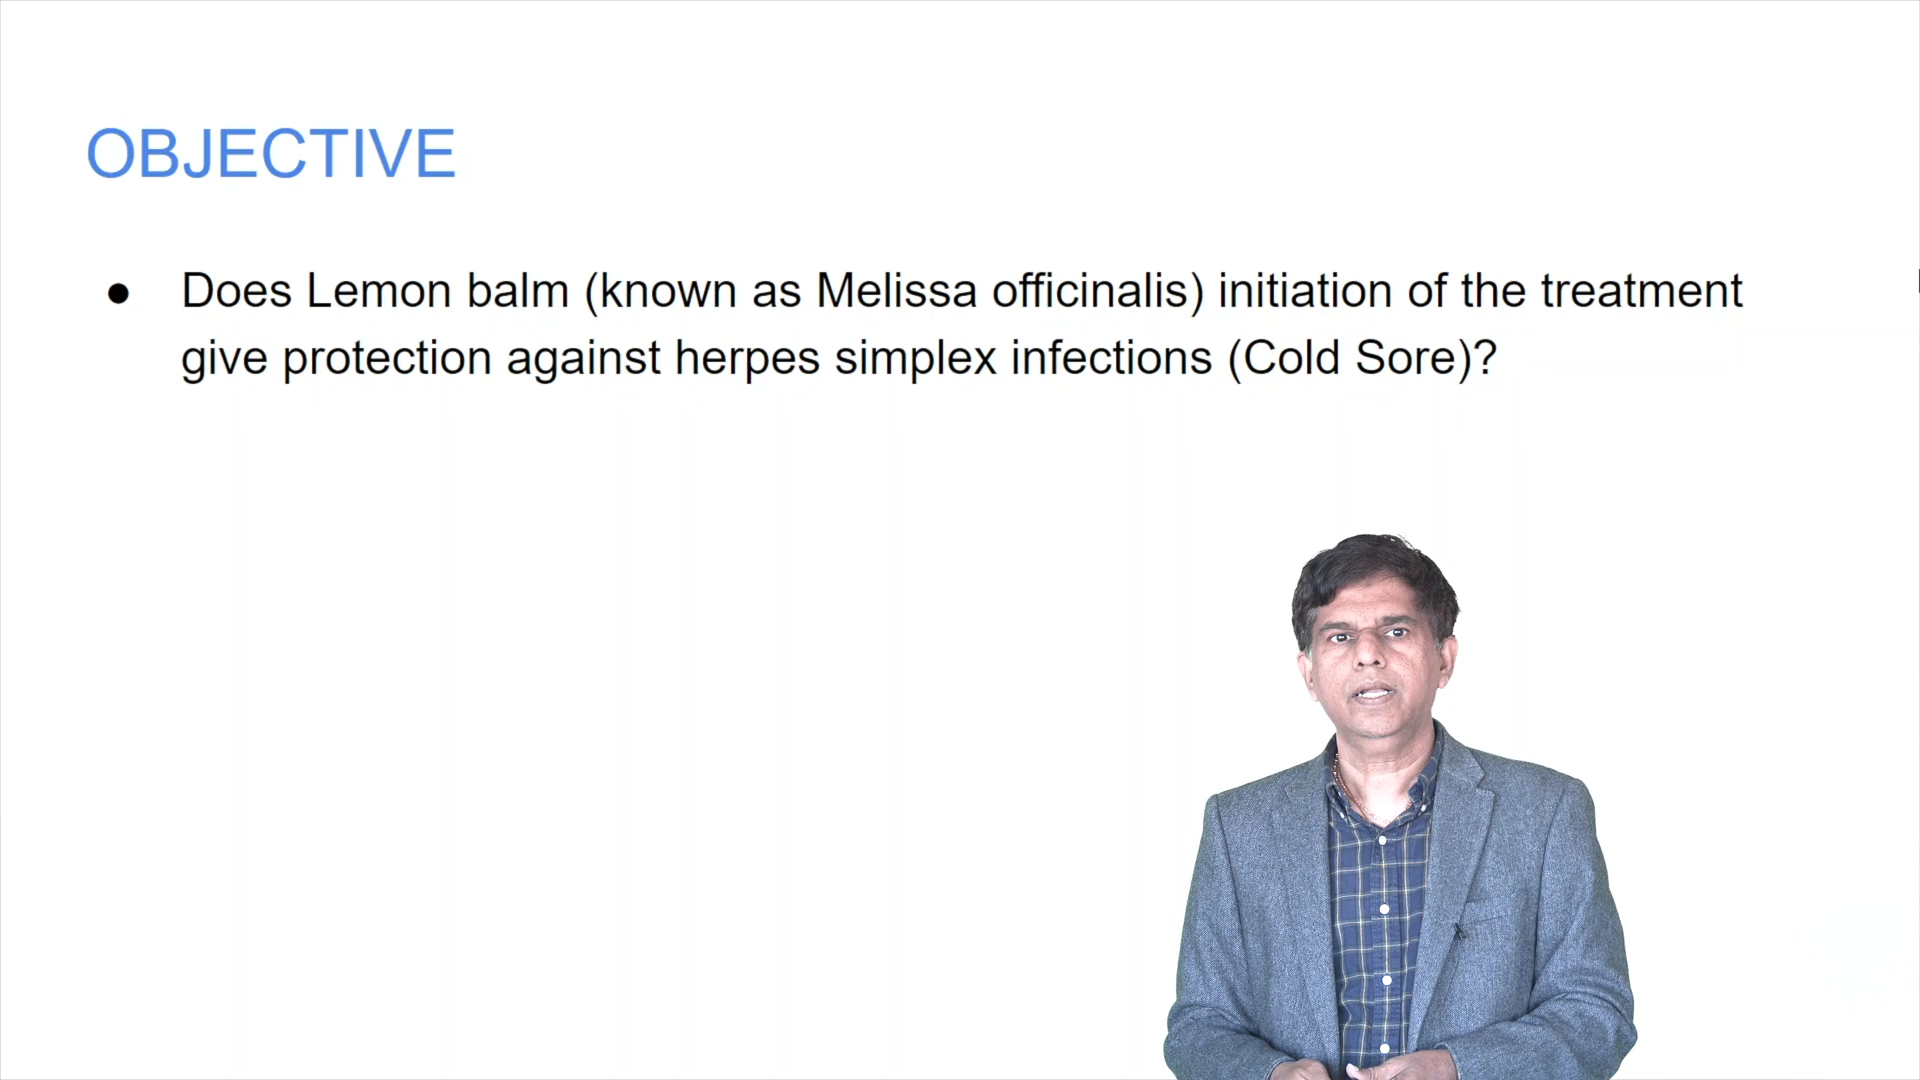 OBJECTIVE
● Does Lemon balm (known as Melissa officinalis) initiation of the treatment
give protection against herpes simplex infections (Cold Sore)?